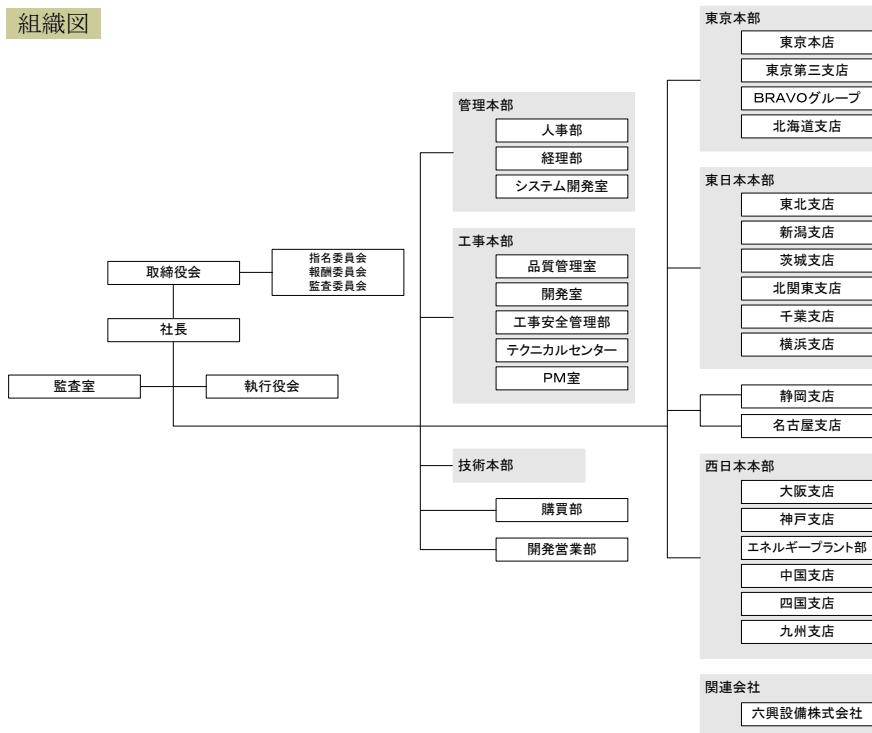 組織図
取締役会
指名委員会
報酬委員会
監査委員会
社長
監査室
執行役会
管理本部
人事部
経理部
システム開発室
工事本部
品質管理室
開発室
工事安全管理部
テクニカルセンター
PM室
技術本部
購買部
開発営業部
東京本部
東京本店
東京第三支店
BRAVOグループ
北海道支店
東日本本部
東北支店
新潟支店
茨城支店
北関東支店
千葉支店
横浜支店
静岡支店
名古屋支店
西日本本部
大阪支店
神戸支店
エネルギープラント部
中国支店
四国支店
九州支店
関連会社
六興設備株式会社